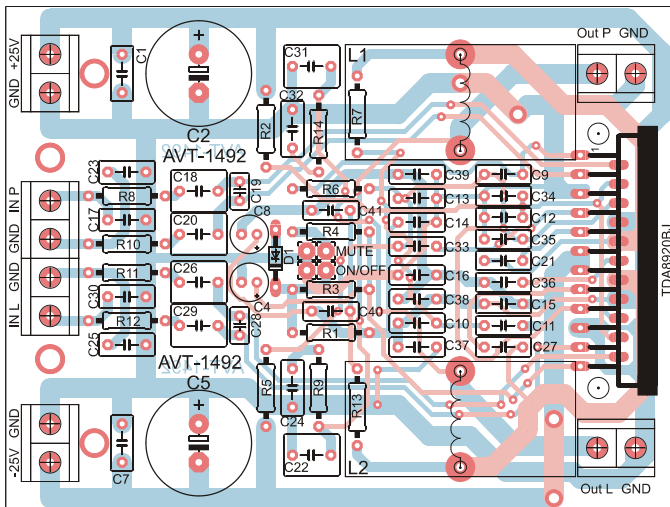 Out P GND
+25V
GND
C1
+
C2
AVT-1492
AVT-1492
C31
C32
R2
R14
R7
L1
1
C23
R8
C17
R10
R11
C30
R12
C25
IN P
GND
GND
IN L
C18
C20
C26
C29
C19
C8
+
D1
C4
+
C28
R6
C41
R4
MUTE
ON/OFF
R3
C40
R1
C39
C13
C14
C33
C16
C38
C10
C37
C9
C34
C12
C35
C21
C36
C15
C11
C27
TDA8920BJ
AVT-1492
C5
+
R5
C24
R9
R13
C22
L2
GND
-25V
C7
Out L GND